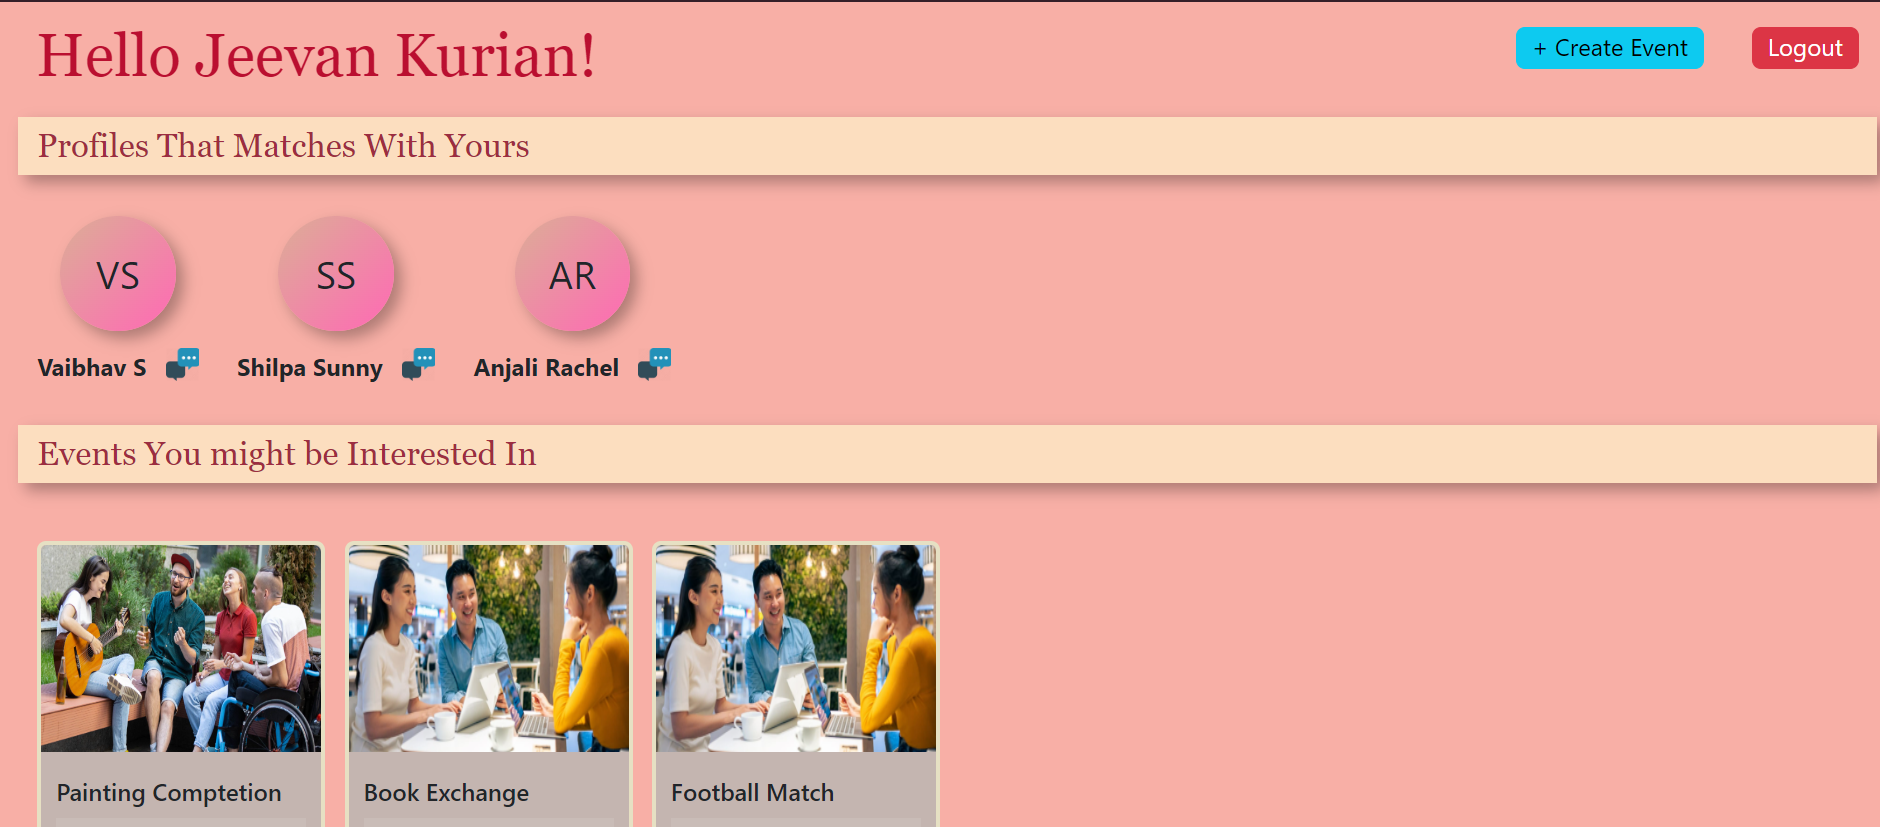 Hello Jeevan Kurian!
+ Create Event
Logout
Profiles That Matches With Yours
VS
SS
AR
Vaibhav S
Shilpa Sunny
Anjali Rachel
Events You might be Interested In
Painting Comptetion
Book Exchange
Football Match